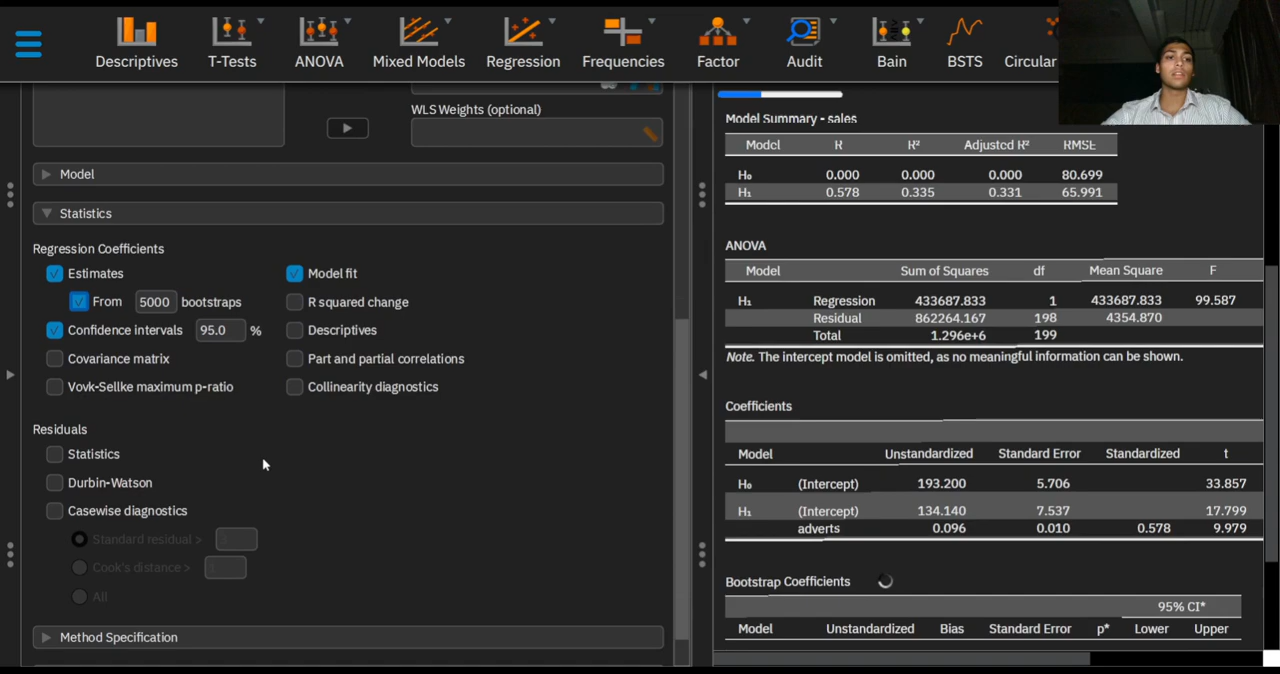 Descriptives T-Tests ANOVA Mixed Models Regression Frequencies Factor Audit Bain BSTS Circular
WLS Weights (optional)
Model
Statistics
Regression Coefficients
Estimates
From 5000 bootstraps
Confidence intervals 95.0 %
Covariance matrix
Vovk-Sellke maximum p-ratio
Model fit
R squared change
Descriptives
Part and partial correlations
Collinearity diagnostics
Residuals
Statistics
Durbin-Watson
Casewise diagnostics
Standard residual >
Cook's distance >
All
Method Specification
Model Summary - sales
Model R R² Adjusted R² RMSE
H₀ 0.000 0.000 0.000 80.699
H₁ 0.578 0.335 0.331 65.991
ANOVA
Model Sum of Squares df Mean Square F
H₁ Regression 433687.833 1 433687.833 99.587
Residual 862264.167 198 4354.870
Total 1.296e+6 199
Note. The intercept model is omitted, as no meaningful information can be shown.
Coefficients
Model Unstandardized Standard Error Standardized t
H₀ (Intercept) 193.200 5.706 33.857
H₁ (Intercept) 134.140 7.537 17.799
adverts 0.096 0.010 0.578 9.979
Bootstrap Coefficients
95% CI*
Model Unstandardized Bias Standard Error p* Lower Upper